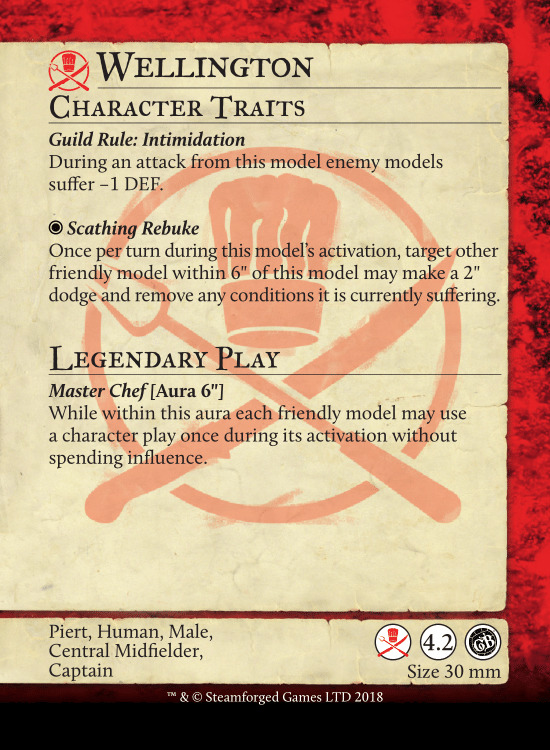 Wellington
Character Traits
Guild Rule: Intimidation
During an attack from this model enemy models
suffer –1 DEF.
Scathing Rebuke
Once per turn during this model's activation, target other
friendly model within 6" of this model may make a 2"
dodge and remove any conditions it is currently suffering.
Legendary Play
Master Chef [Aura 6"]
While within this aura each friendly model may use
a character play once during its activation without
spending influence.
Piert, Human, Male,
Central Midfielder,
Captain
4.2
GB
Size 30 mm
™ & © Steamforged Games LTD 2018